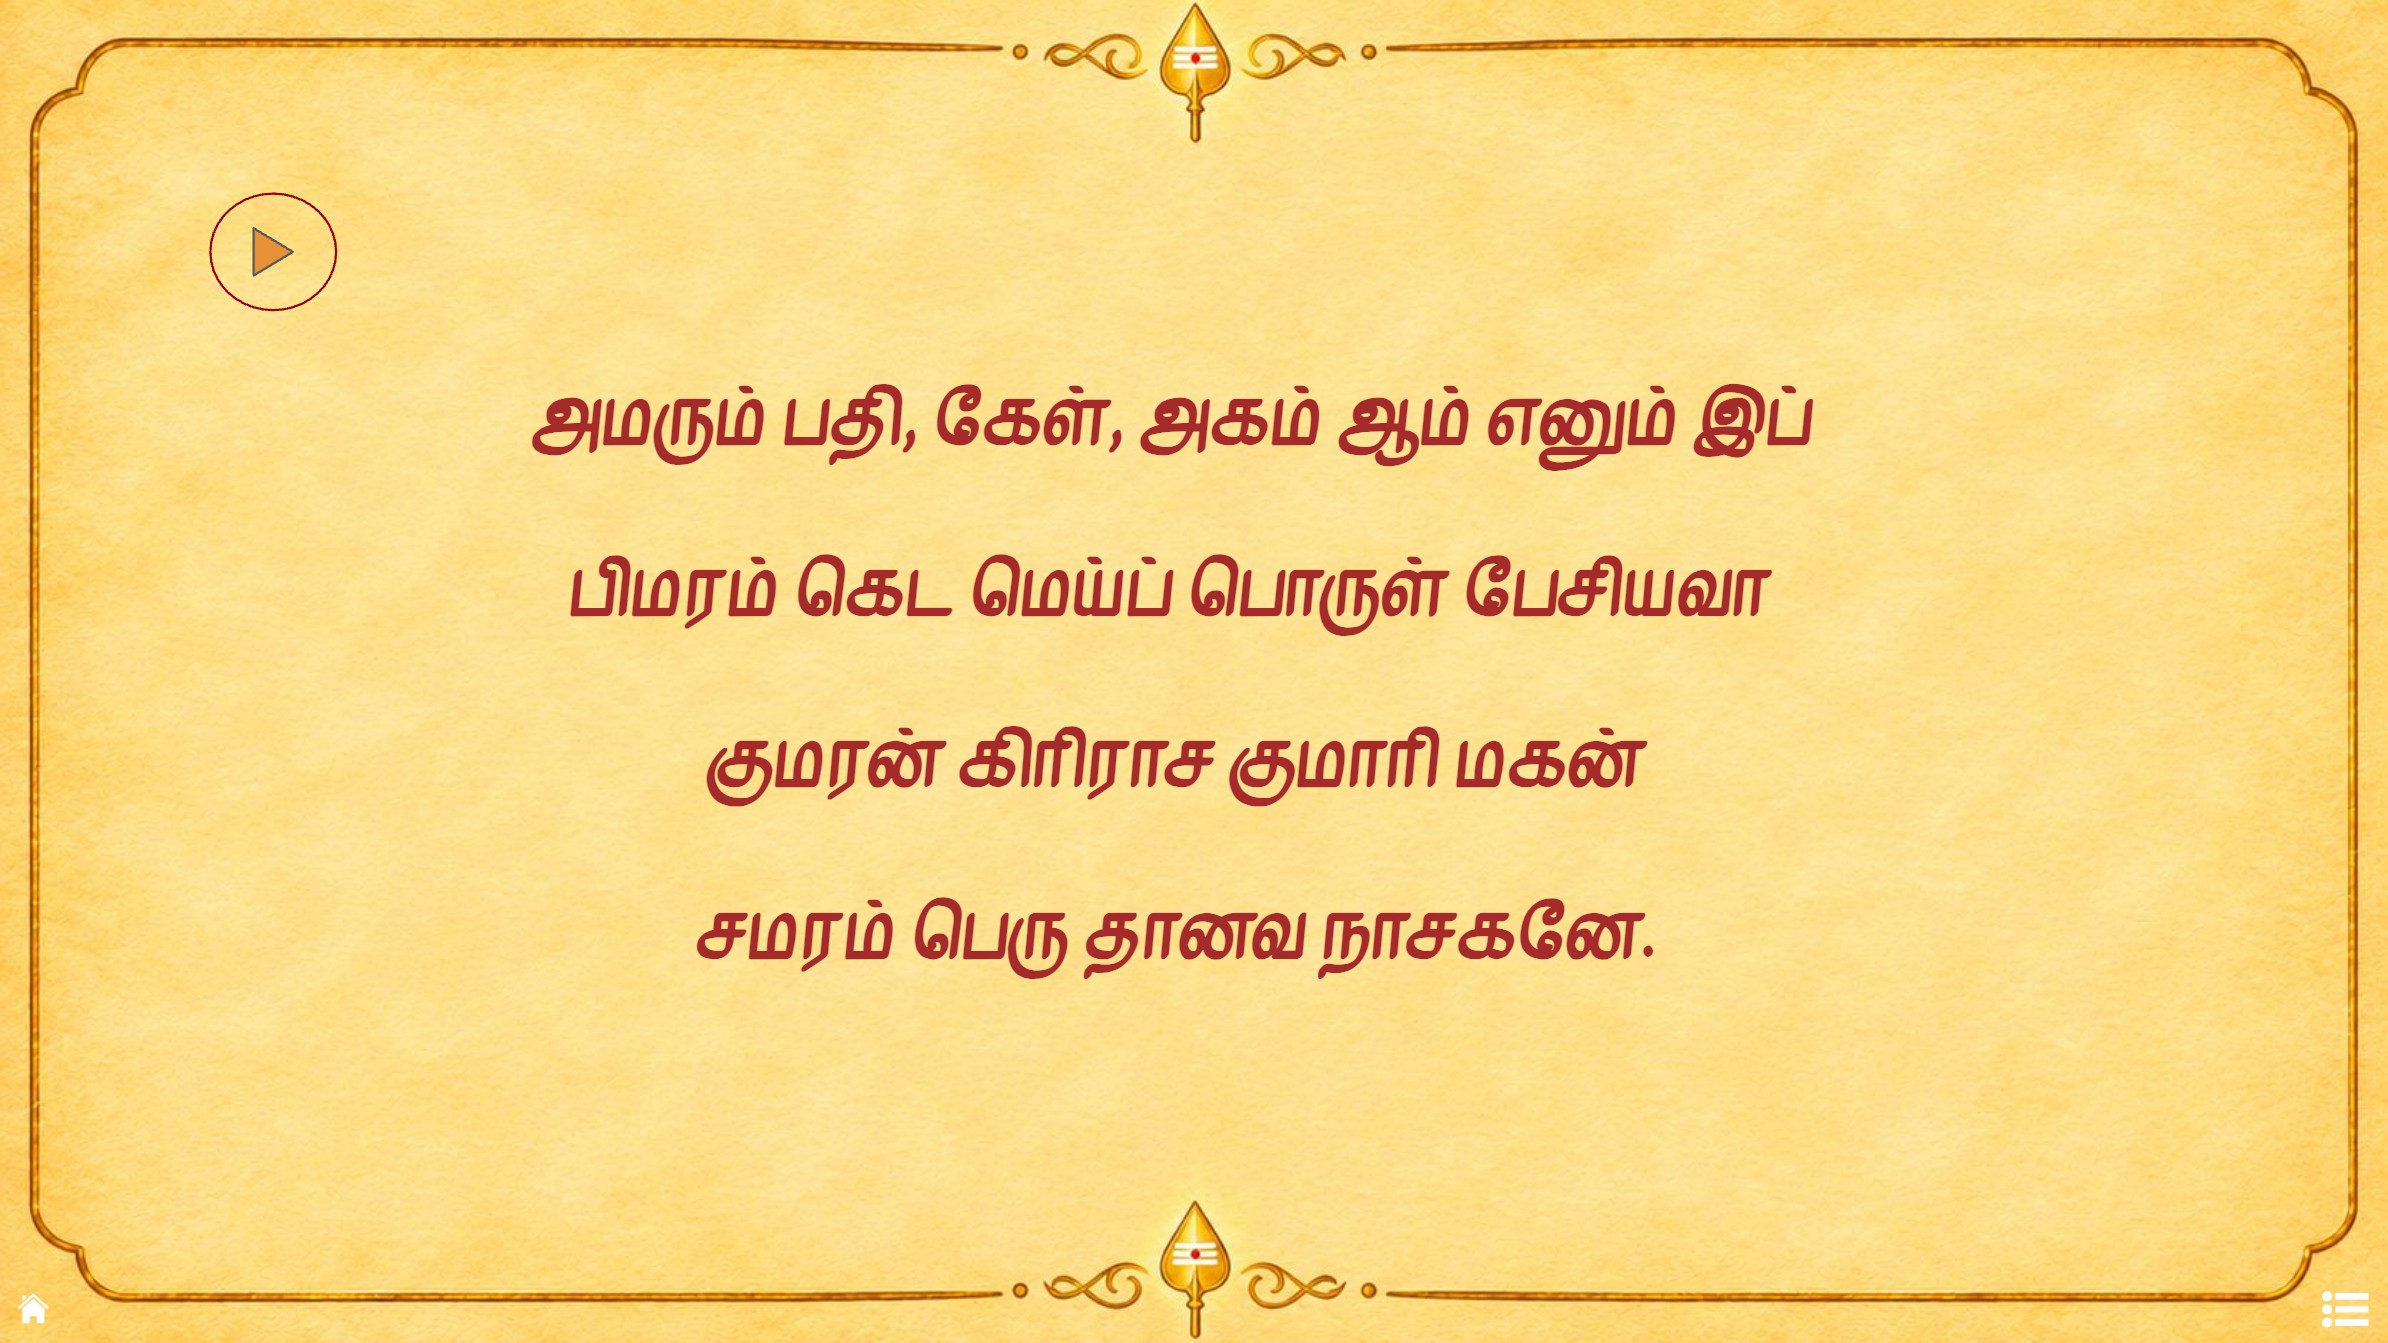 அமரும் பதி, கேள், அகம் ஆம் எனும் இப்
பிமரம் கெட மெய்ப் பொருள் பேசியவா
குமரன் கிரிராச குமாரி மகன்
சமரம் பெரு தானவ நாசகனே.